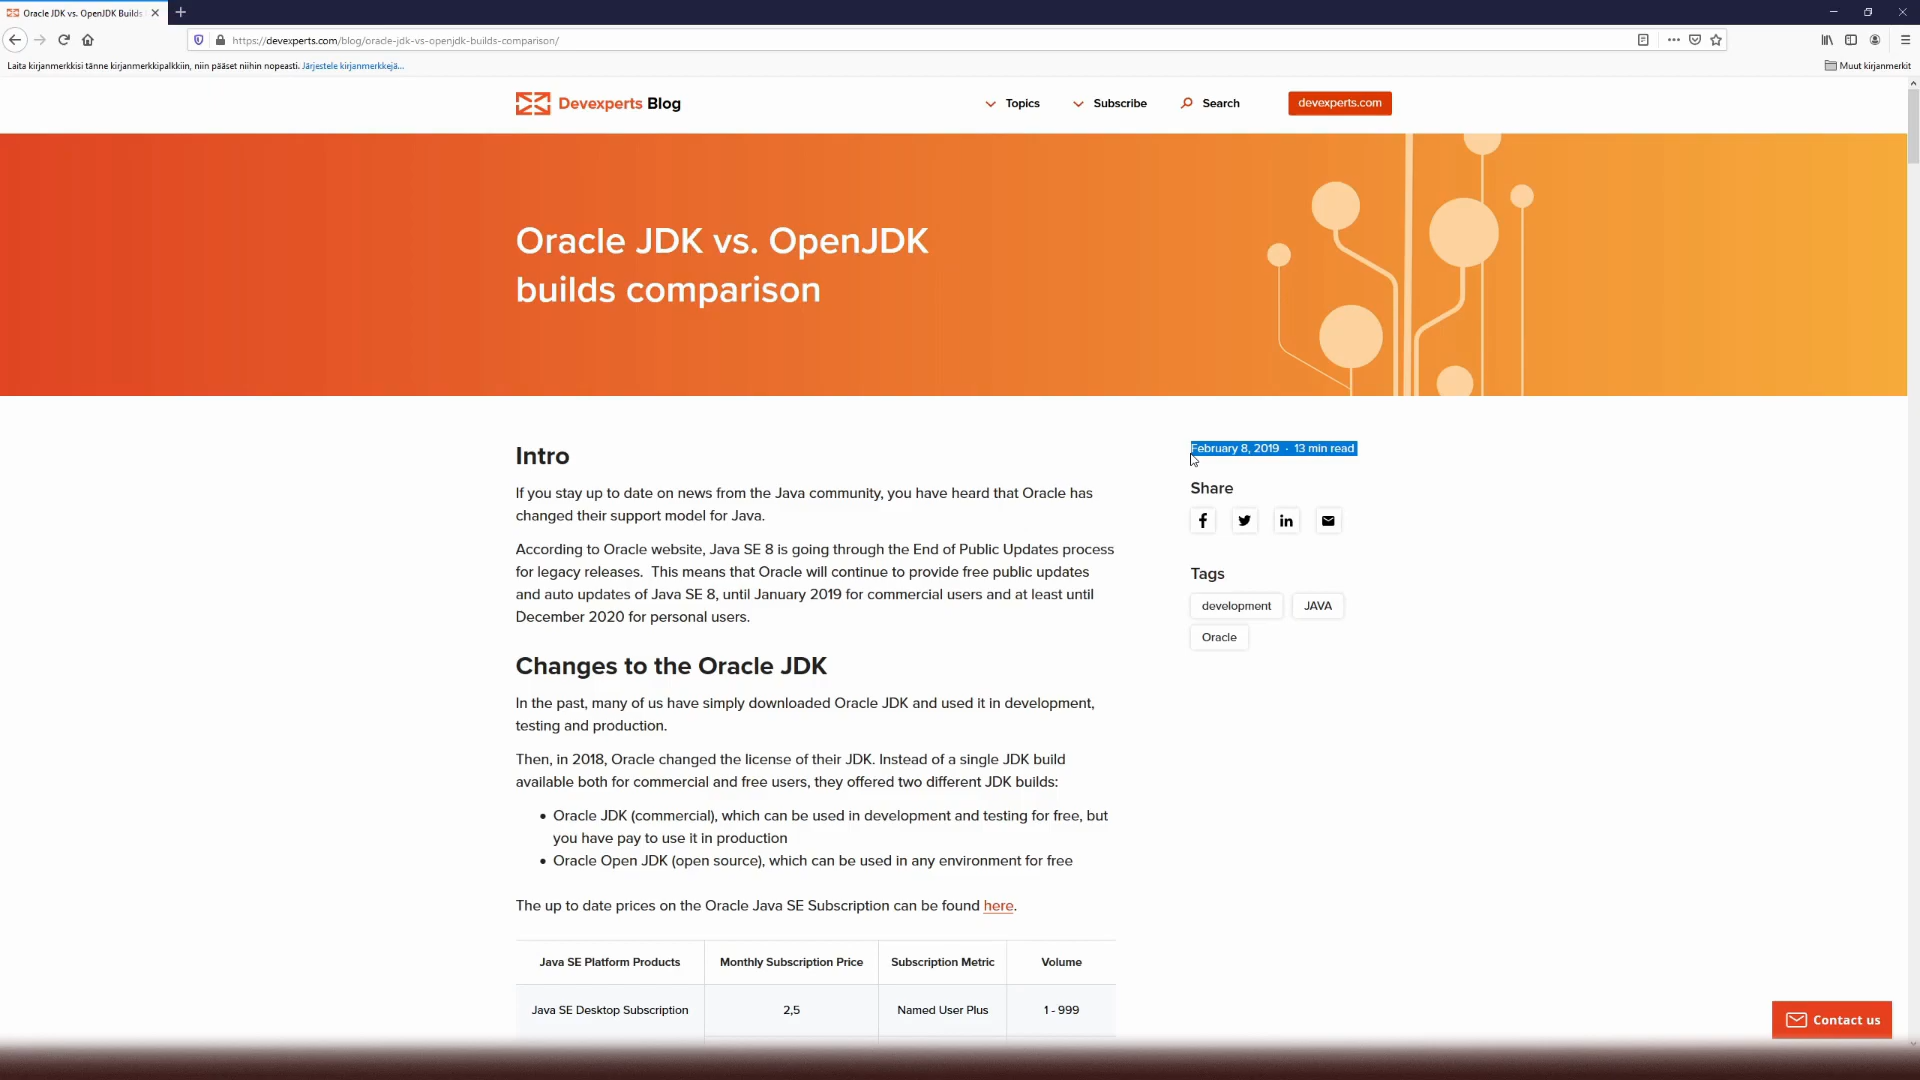 Oracle JDK vs. OpenJDK Builds
https://devexperts.com/blog/oracle-jdk-vs-openjdk-builds-comparison/
Laita kirjanmerkkisi tänne kirjanmerkkipalkkiin, niin pääset niihin nopeasti. Järjestele kirjanmerkkejä...
Muut kirjanmerkit
Devexperts Blog
Topics
Subscribe
Search
devexperts.com
Oracle JDK vs. OpenJDK
builds comparison
Intro
If you stay up to date on news from the Java community, you have heard that Oracle has
changed their support model for Java.
According to Oracle website, Java SE 8 is going through the End of Public Updates process
for legacy releases.  This means that Oracle will continue to provide free public updates
and auto updates of Java SE 8, until January 2019 for commercial users and at least until
December 2020 for personal users.
Changes to the Oracle JDK
In the past, many of us have simply downloaded Oracle JDK and used it in development,
testing and production.
Then, in 2018, Oracle changed the license of their JDK. Instead of a single JDK build
available both for commercial and free users, they offered two different JDK builds:
• Oracle JDK (commercial), which can be used in development and testing for free, but
you have pay to use it in production
• Oracle Open JDK (open source), which can be used in any environment for free
The up to date prices on the Oracle Java SE Subscription can be found here.
Java SE Platform Products
Monthly Subscription Price
Subscription Metric
Volume
Java SE Desktop Subscription
2,5
Named User Plus
1 - 999
February 8, 2019 · 13 min read
Share
Tags
development
JAVA
Oracle
Contact us